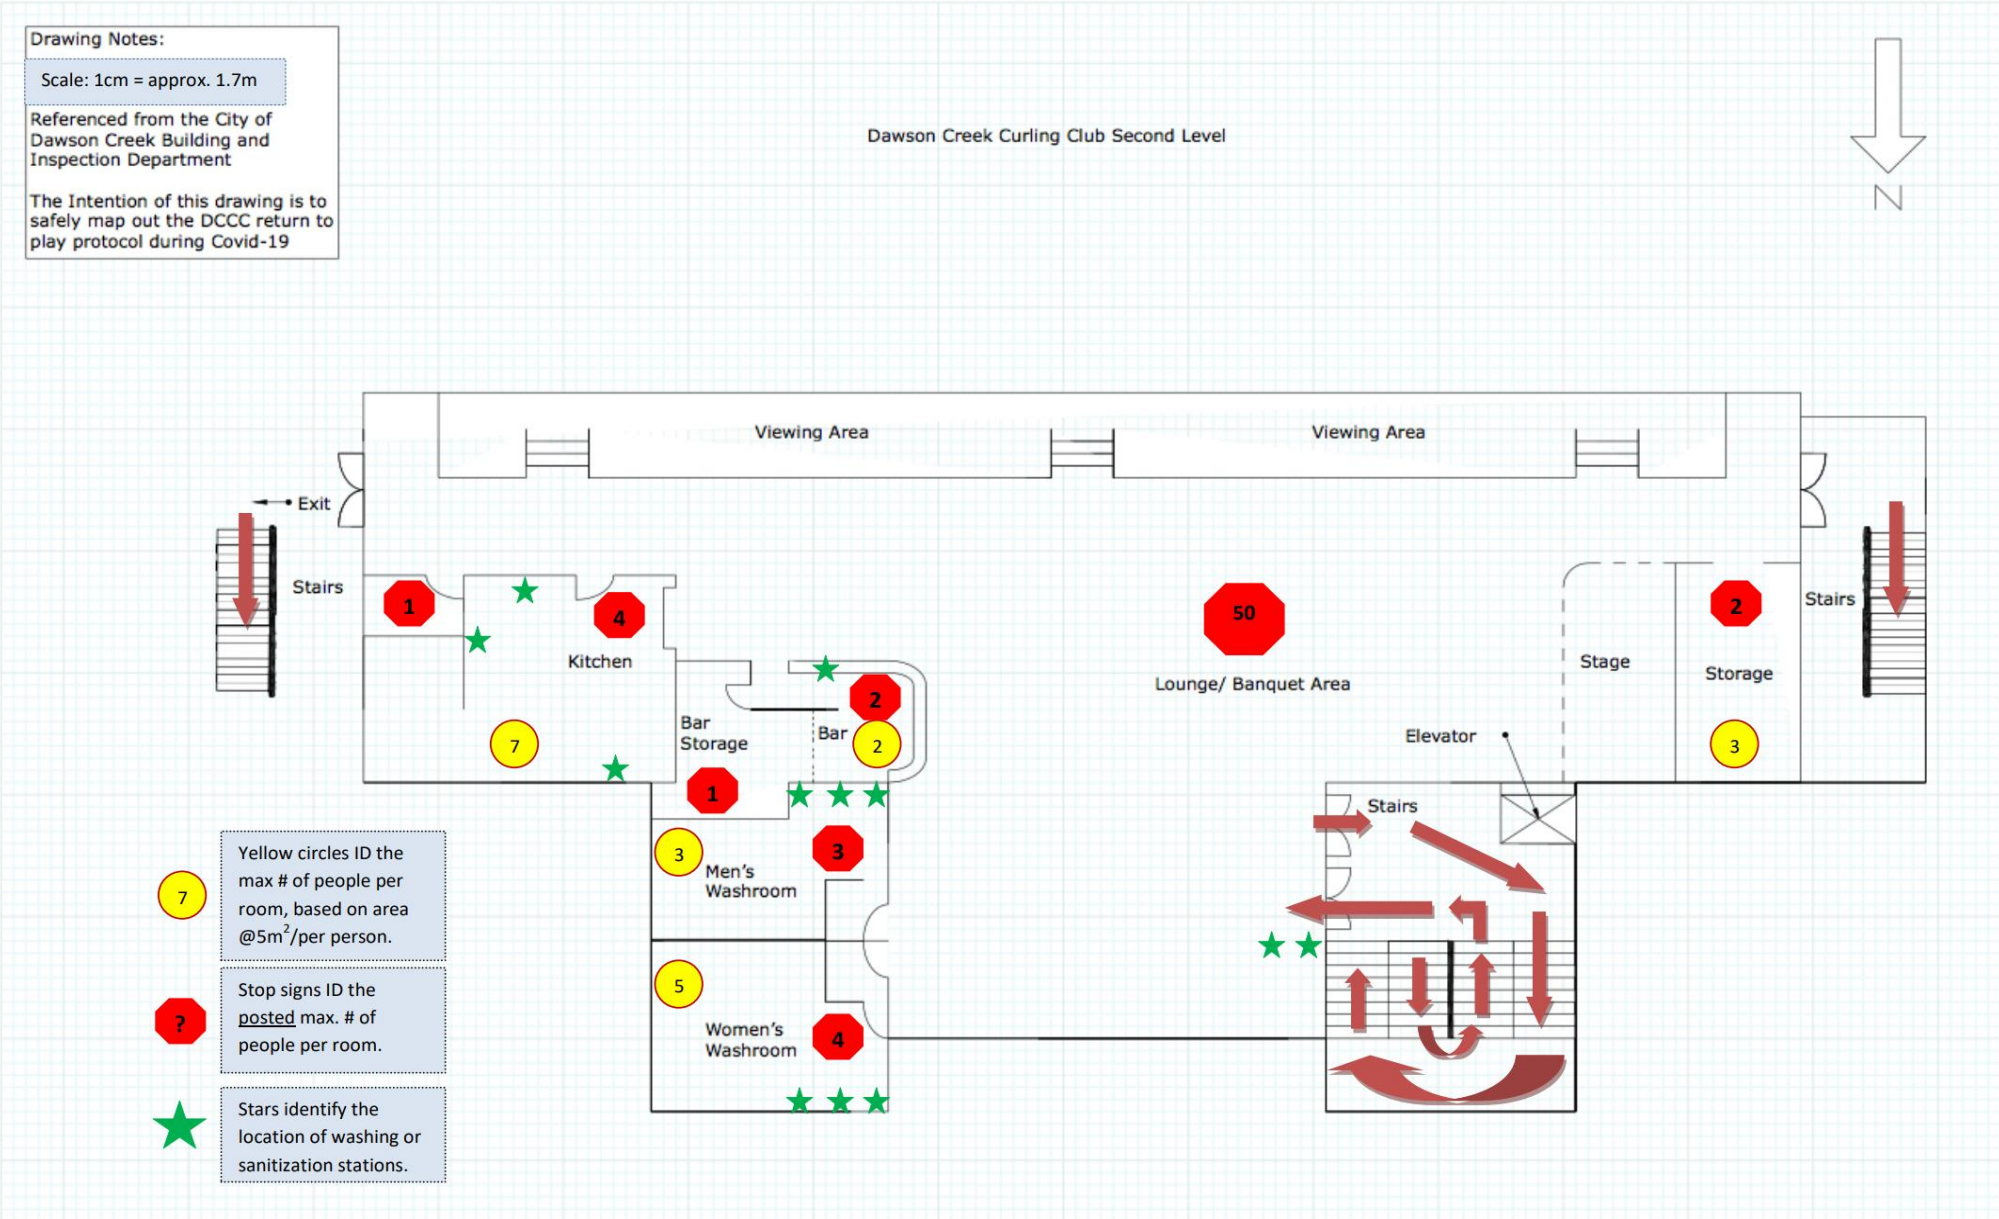 Drawing Notes:
Scale: 1cm = approx. 1.7m
Referenced from the City of
Dawson Creek Building and
Inspection Department
The Intention of this drawing is to
safely map out the DCCC return to
play protocol during Covid-19
Dawson Creek Curling Club Second Level
N
Viewing Area
Viewing Area
Exit
Stairs
1
4
Kitchen
7
Bar
Storage
1
2
Bar
2
50
Lounge/ Banquet Area
Stage
2
Storage
3
Stairs
Elevator
Stairs
3
3
Men's
Washroom
5
Women's
Washroom
4
7
Yellow circles ID the
max # of people per
room, based on area
@5m²/per person.
?
Stop signs ID the
posted max. # of
people per room.
Stars identify the
location of washing or
sanitization stations.